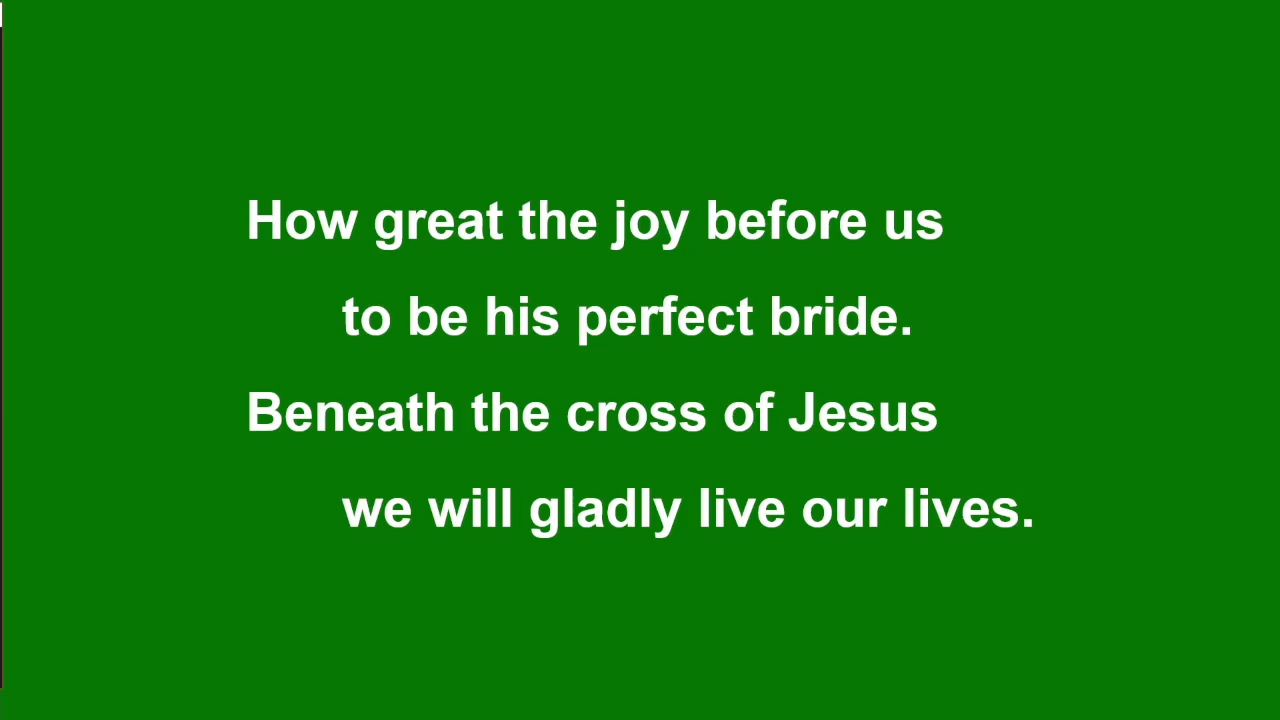 How great the joy before us
to be his perfect bride.
Beneath the cross of Jesus
we will gladly live our lives.